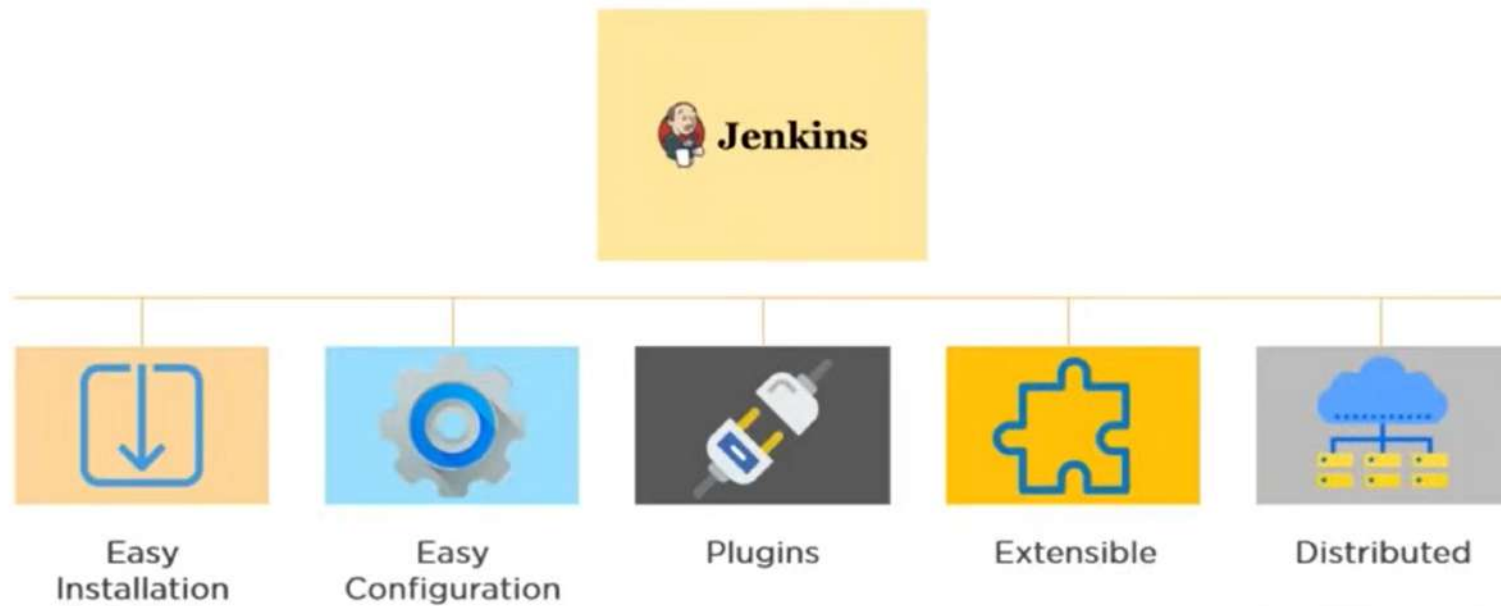 Jenkins
Easy
Installation
Easy
Configuration
Plugins
Extensible
Distributed